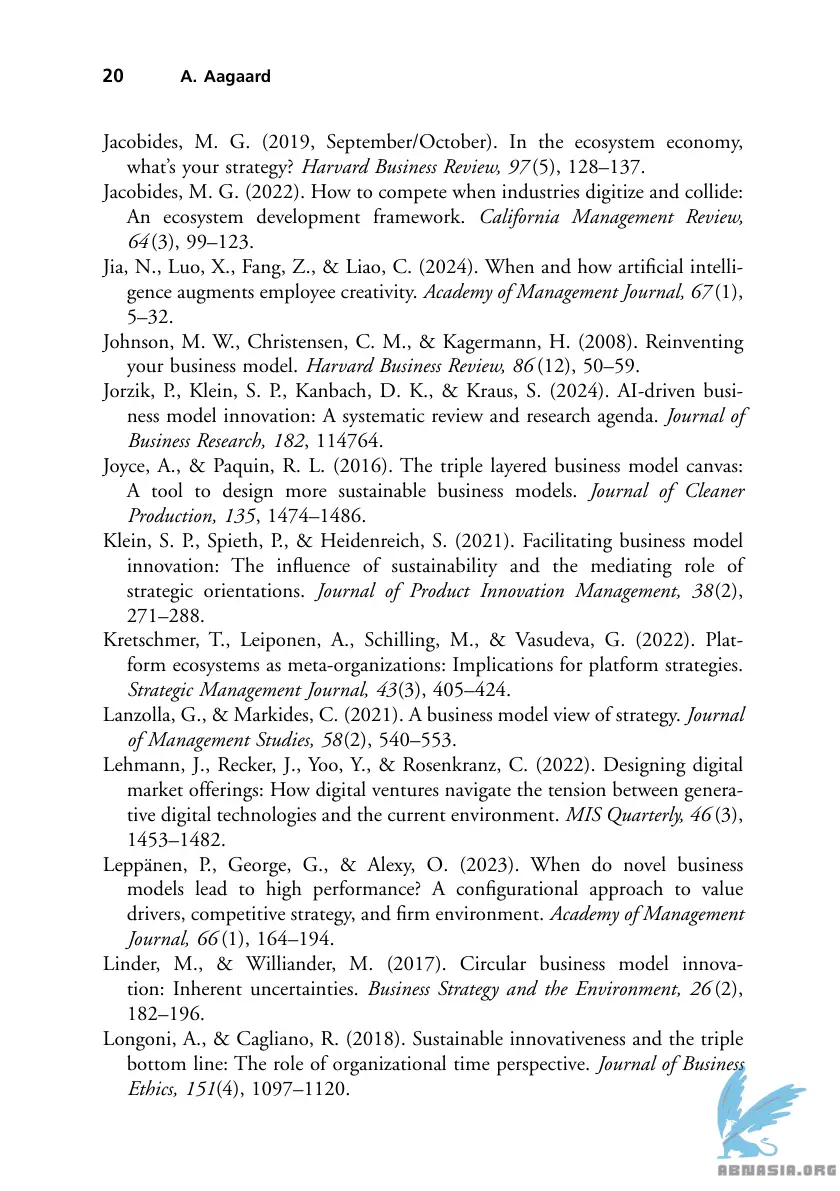 20 A. Aagaard
Jacobides, M. G. (2019, September/October). In the ecosystem economy,
what’s your strategy? Harvard Business Review, 97(5), 128–137.
Jacobides, M. G. (2022). How to compete when industries digitize and collide:
An ecosystem development framework. California Management Review,
64(3), 99–123.
Jia, N., Luo, X., Fang, Z., & Liao, C. (2024). When and how artificial intelli-
gence augments employee creativity. Academy of Management Journal, 67(1),
5–32.
Johnson, M. W., Christensen, C. M., & Kagermann, H. (2008). Reinventing
your business model. Harvard Business Review, 86(12), 50–59.
Jorzik, P., Klein, S. P., Kanbach, D. K., & Kraus, S. (2024). AI-driven busi-
ness model innovation: A systematic review and research agenda. Journal of
Business Research, 182, 114764.
Joyce, A., & Paquin, R. L. (2016). The triple layered business model canvas:
A tool to design more sustainable business models. Journal of Cleaner
Production, 135, 1474–1486.
Klein, S. P., Spieth, P., & Heidenreich, S. (2021). Facilitating business model
innovation: The influence of sustainability and the mediating role of
strategic orientations. Journal of Product Innovation Management, 38(2),
271–288.
Kretschmer, T., Leiponen, A., Schilling, M., & Vasudeva, G. (2022). Plat-
form ecosystems as meta-organizations: Implications for platform strategies.
Strategic Management Journal, 43(3), 405–424.
Lanzolla, G., & Markides, C. (2021). A business model view of strategy. Journal
of Management Studies, 58(2), 540–553.
Lehmann, J., Recker, J., Yoo, Y., & Rosenkranz, C. (2022). Designing digital
market offerings: How digital ventures navigate the tension between genera-
tive digital technologies and the current environment. MIS Quarterly, 46(3),
1453–1482.
Leppänen, P., George, G., & Alexy, O. (2023). When do novel business
models lead to high performance? A configurational approach to value
drivers, competitive strategy, and firm environment. Academy of Management
Journal, 66(1), 164–194.
Linder, M., & Williander, M. (2017). Circular business model innova-
tion: Inherent uncertainties. Business Strategy and the Environment, 26(2),
182–196.
Longoni, A., & Cagliano, R. (2018). Sustainable innovativeness and the triple
bottom line: The role of organizational time perspective. Journal of Business
Ethics, 151(4), 1097–1120.
ABNASIA.ORG